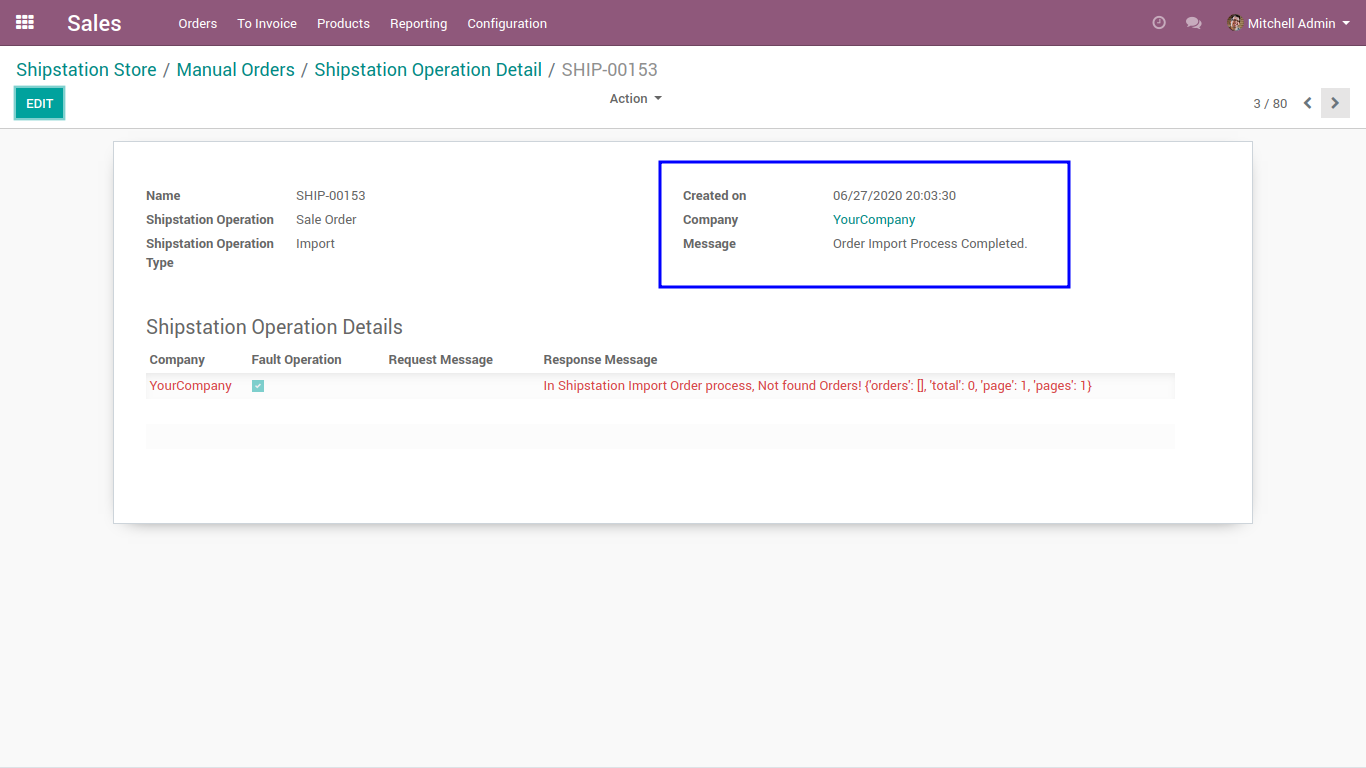 Sales Orders To Invoice Products Reporting Configuration Mitchell Admin
Shipstation Store / Manual Orders / Shipstation Operation Detail / SHIP-00153
EDIT Action 3 / 80
Name SHIP-00153 Created on 06/27/2020 20:03:30
Shipstation Operation Sale Order Company YourCompany
Shipstation Operation Import Message Order Import Process Completed.
Type
Shipstation Operation Details
Company Fault Operation Request Message Response Message
YourCompany In Shipstation Import Order process, Not found Orders! {'orders': [], 'total': 0, 'page': 1, 'pages': 1}